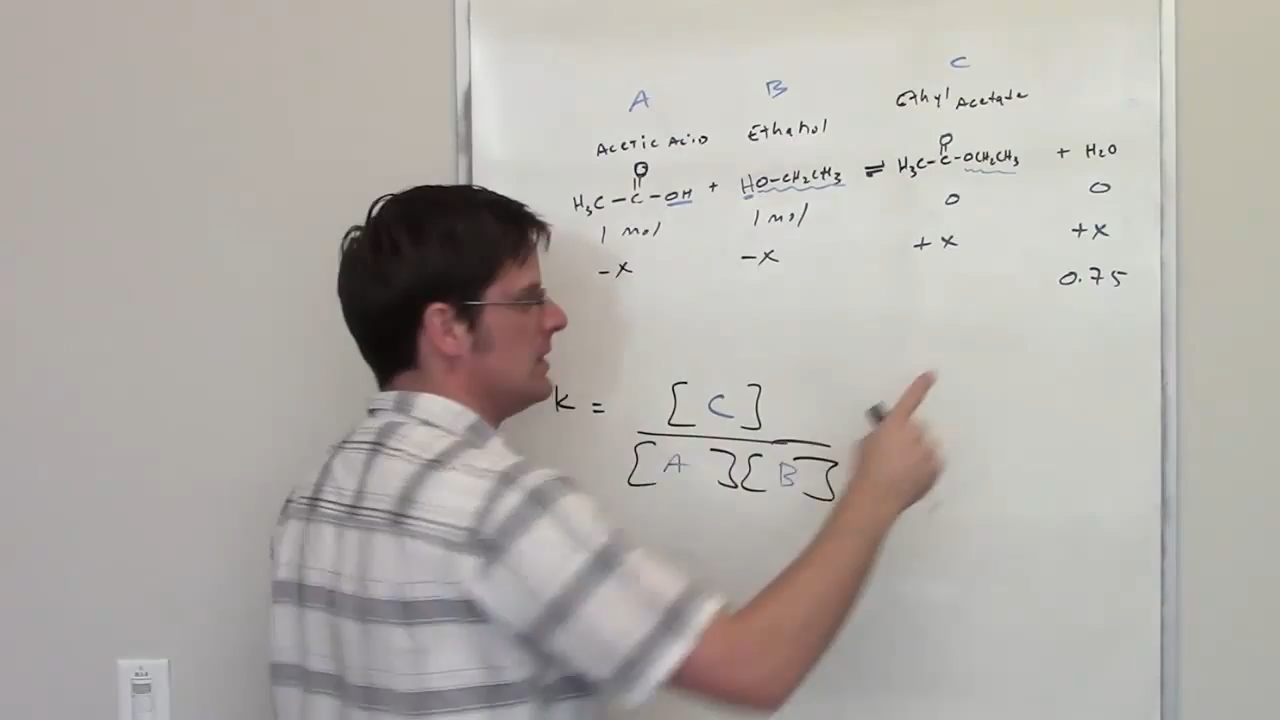 A B C
Acetic Acid Ethanol Ethyl Acetate
O O
H3C-C-OH + HO-CH2CH3 ⇌ H3C-C-OCH2CH3 + H2O
1 mol 1 mol 0 0
-x -x +x +x
0.75
K = [C]
[A][B]